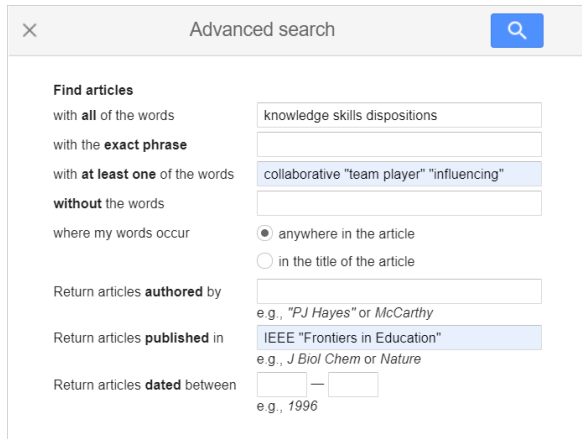 Advanced search
Find articles
with all of the words knowledge skills dispositions
with the exact phrase
with at least one of the words collaborative "team player" "influencing"
without the words
where my words occur anywhere in the article
in the title of the article
Return articles authored by
e.g., "PJ Hayes" or McCarthy
Return articles published in IEEE "Frontiers in Education"
e.g., J Biol Chem or Nature
Return articles dated between —
e.g., 1996